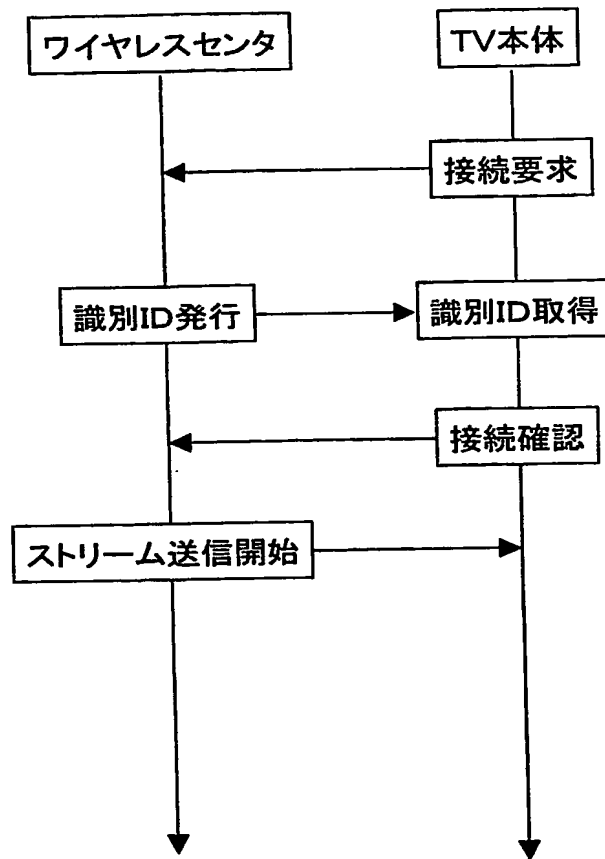 ワイヤレスセンタ
TV本体
接続要求
識別ID発行
識別ID取得
接続確認
ストリーム送信開始